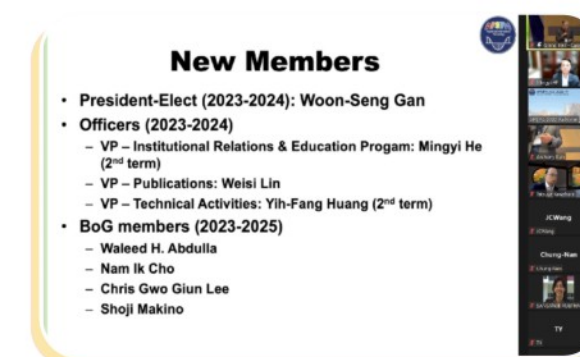 New Members
• President-Elect (2023-2024): Woon-Seng Gan
• Officers (2023-2024)
– VP – Institutional Relations & Education Progam: Mingyi He
(2nd term)
– VP – Publications: Weisi Lin
– VP – Technical Activities: Yih-Fang Huang (2nd term)
• BoG members (2023-2025)
– Waleed H. Abdulla
– Nam Ik Cho
– Chris Gwo Giun Lee
– Shoji Makino
JCWang
JCWang
Chung-Nan
TY
TY